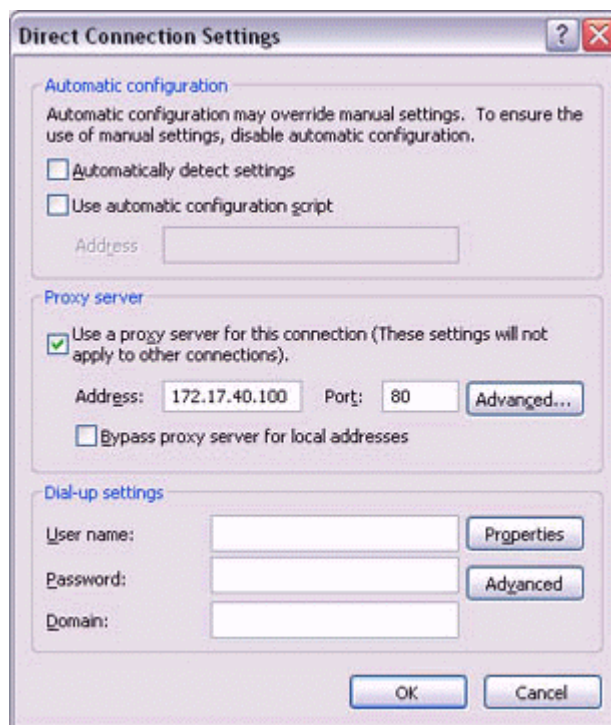 Direct Connection Settings
Automatic configuration
Automatic configuration may override manual settings. To ensure the
use of manual settings, disable automatic configuration.
Automatically detect settings
Use automatic configuration script
Address
Proxy server
Use a proxy server for this connection (These settings will not
apply to other connections).
Address: 172.17.40.100 Port: 80 Advanced...
Bypass proxy server for local addresses
Dial-up settings
User name: Properties
Password: Advanced
Domain:
OK Cancel